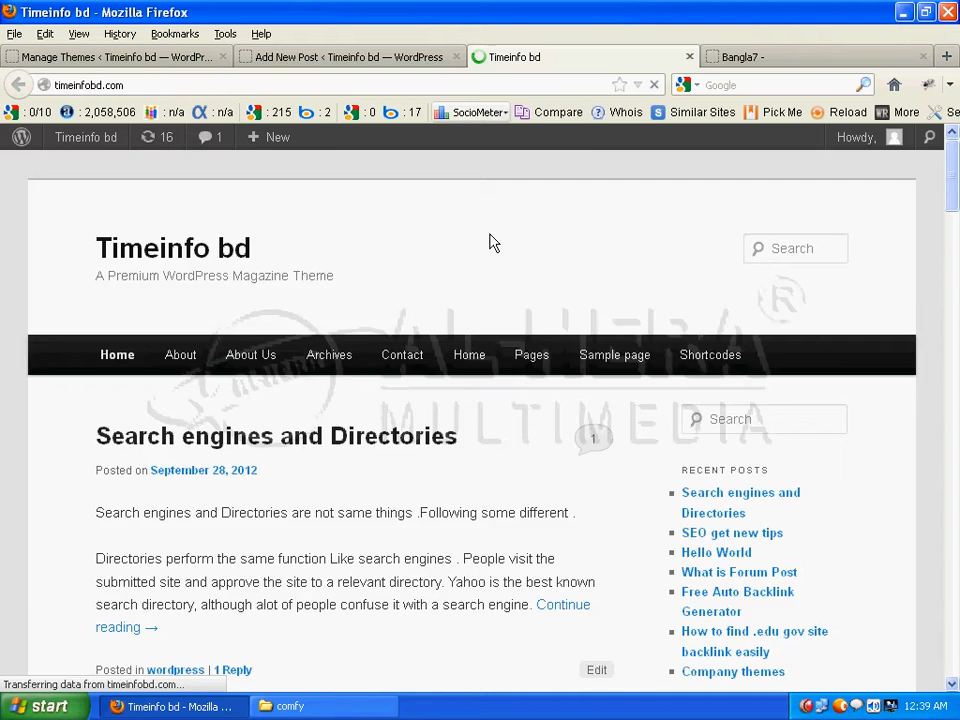 Timeinfo bd - Mozilla Firefox
File Edit View History Bookmarks Tools Help
Manage Themes ‹ Timeinfo bd — WordPr... Add New Post ‹ Timeinfo bd — WordPress Timeinfo bd Bangla7 -
timeinfobd.com Google
: 0/10 : 2,058,506 : n/a : n/a : 215 : 2 : 0 : 17 SocioMeter Compare Whois Similar Sites Pick Me Reload More Se
Timeinfo bd 16 1 + New Howdy,
Timeinfo bd
Search
A Premium WordPress Magazine Theme
AL-HERA
MULTIMEDIA
®
Home About About Us Archives Contact Home Pages Sample page Shortcodes
Search engines and Directories
1
Posted on September 28, 2012
Search engines and Directories are not same things .Following some different .
Directories perform the same function Like search engines . People visit the
submitted site and approve the site to a relevant directory. Yahoo is the best known
search directory, although alot of people confuse it with a search engine. Continue
reading →
Posted in wordpress | 1 Reply
Edit
Search
RECENT POSTS
Search engines and
Directories
SEO get new tips
Hello World
What is Forum Post
Free Auto Backlink
Generator
How to find .edu gov site
backlink easily
Company themes
Transferring data from timeinfobd.com...
start Timeinfo bd - Mozilla ... comfy 12:39 AM